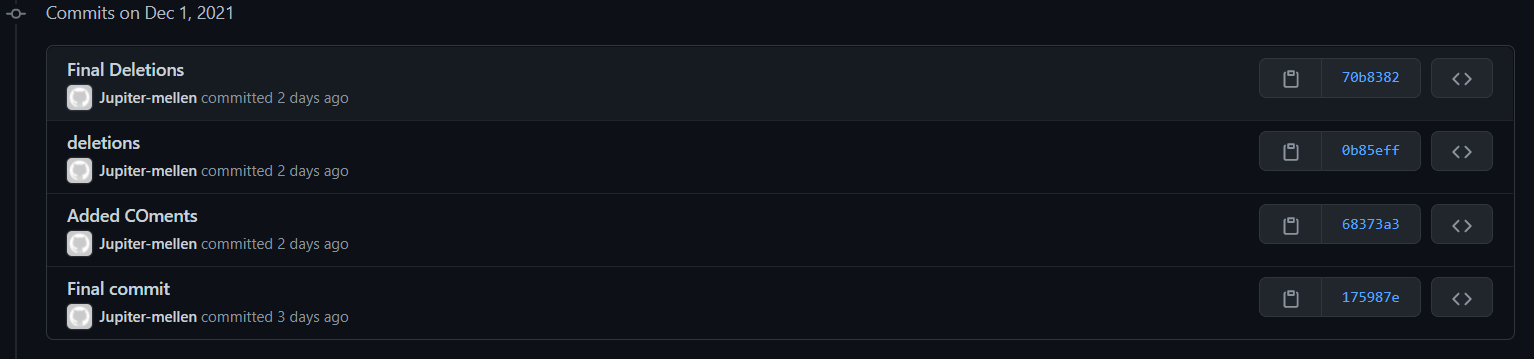 Commits on Dec 1, 2021
Final Deletions
Jupiter-mellen committed 2 days ago
70b8382
deletions
Jupiter-mellen committed 2 days ago
0b85eff
Added COments
Jupiter-mellen committed 2 days ago
68373a3
Final commit
Jupiter-mellen committed 3 days ago
175987e